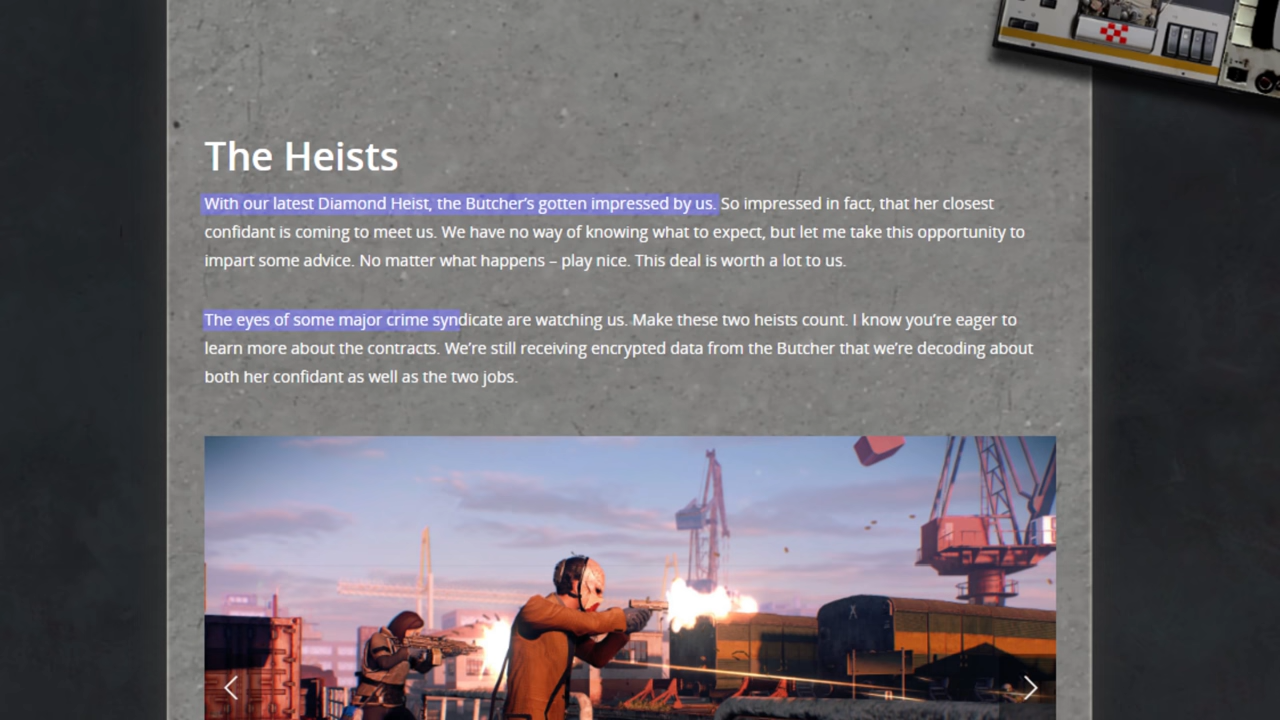 The Heists
With our latest Diamond Heist, the Butcher’s gotten impressed by us. So impressed in fact, that her closest
confidant is coming to meet us. We have no way of knowing what to expect, but let me take this opportunity to
impart some advice. No matter what happens – play nice. This deal is worth a lot to us.
The eyes of some major crime syndicate are watching us. Make these two heists count. I know you’re eager to
learn more about the contracts. We’re still receiving encrypted data from the Butcher that we’re decoding about
both her confidant as well as the two jobs.